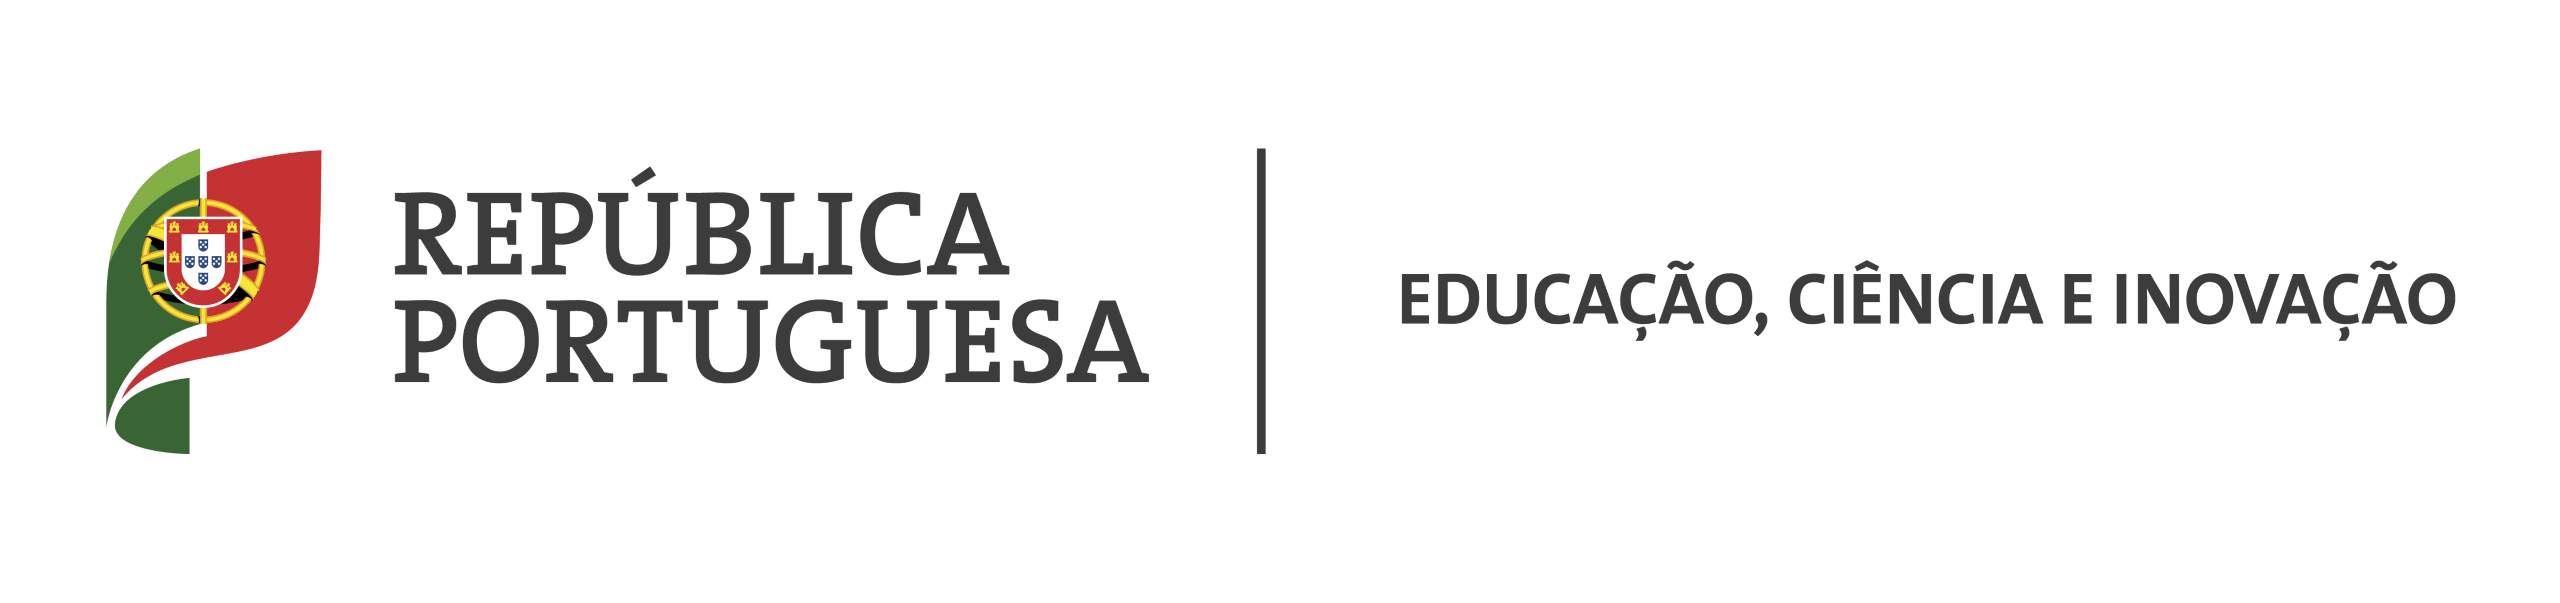 REPÚBLICA
PORTUGUESA
EDUCAÇÃO, CIÊNCIA E INOVAÇÃO